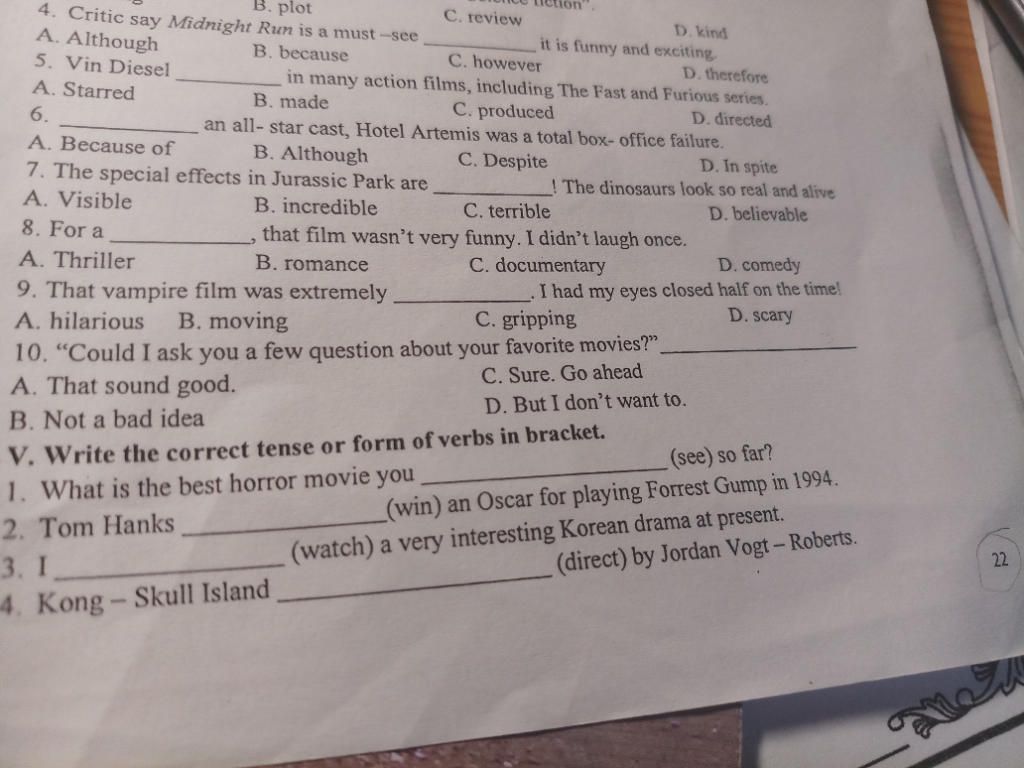 B. plot
C. review
D. kind
4. Critic say Midnight Run is a must –see __________ it is funny and exciting.
A. Although B. because C. however D. therefore
5. Vin Diesel __________ in many action films, including The Fast and Furious series.
A. Starred B. made C. produced D. directed
6. __________ an all- star cast, Hotel Artemis was a total box- office failure.
A. Because of B. Although C. Despite D. In spite
7. The special effects in Jurassic Park are __________! The dinosaurs look so real and alive
A. Visible B. incredible C. terrible D. believable
8. For a __________, that film wasn't very funny. I didn't laugh once.
A. Thriller B. romance C. documentary D. comedy
9. That vampire film was extremely __________. I had my eyes closed half on the time!
A. hilarious B. moving C. gripping D. scary
10. “Could I ask you a few question about your favorite movies?” __________
A. That sound good. C. Sure. Go ahead
B. Not a bad idea D. But I don't want to.
V. Write the correct tense or form of verbs in bracket.
1. What is the best horror movie you __________ (see) so far?
2. Tom Hanks __________ (win) an Oscar for playing Forrest Gump in 1994.
3. I __________ (watch) a very interesting Korean drama at present.
4. Kong – Skull Island __________ (direct) by Jordan Vogt – Roberts.
22